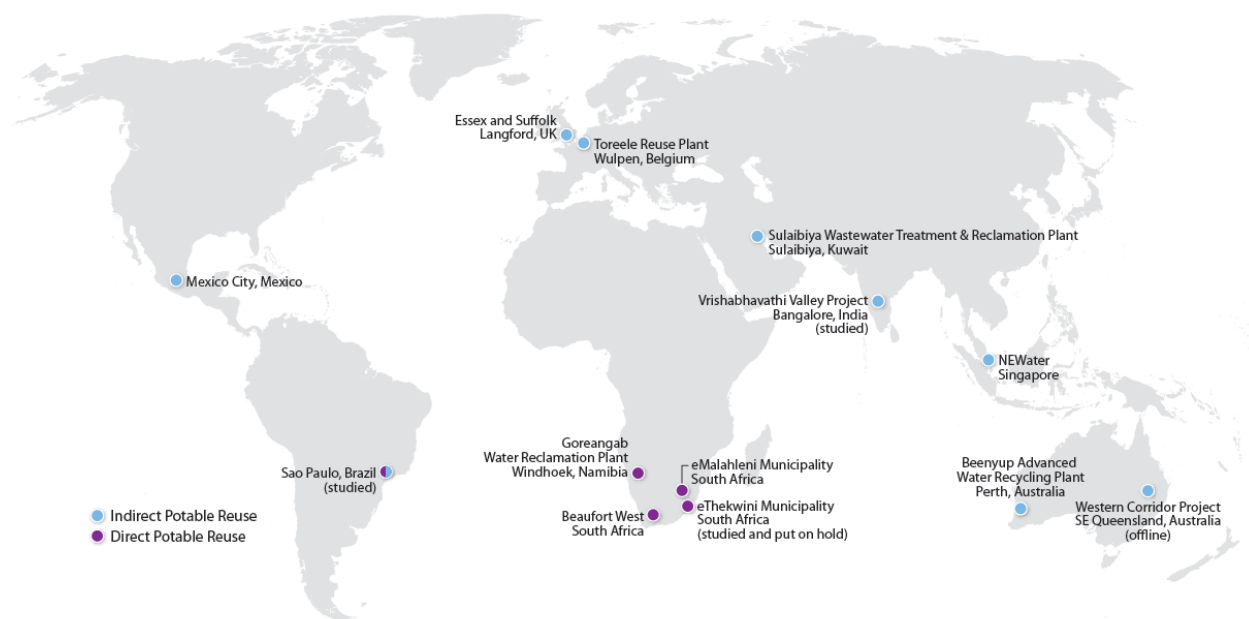 Essex and Suffolk
Langford, UK
Toreele Reuse Plant
Wulpen, Belgium
Sulaibiya Wastewater Treatment & Reclamation Plant
Sulaibiya, Kuwait
Mexico City, Mexico
Vrishabhavathi Valley Project
Bangalore, India
(studied)
NEWater
Singapore
Goreangab
Water Reclamation Plant
Windhoek, Namibia
eMalahleni Municipality
South Africa
Sao Paulo, Brazil
(studied)
Beaufort West
South Africa
eThekwini Municipality
South Africa
(studied and put on hold)
Beenyup Advanced
Water Recycling Plant
Perth, Australia
Western Corridor Project
SE Queensland, Australia
(offline)
Indirect Potable Reuse
Direct Potable Reuse